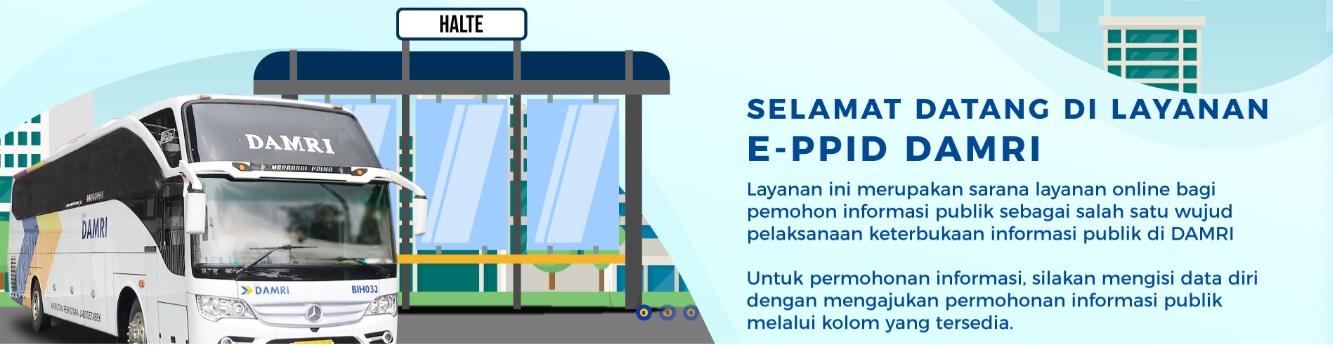 HALTE
DAMRI
DAMRI
DAMRI
BIH032
SELAMAT DATANG DI LAYANAN
E-PPID DAMRI
Layanan ini merupakan sarana layanan online bagi
pemohon informasi publik sebagai salah satu wujud
pelaksanaan keterbukaan informasi publik di DAMRI
Untuk permohonan informasi, silakan mengisi data diri
dengan mengajukan permohonan informasi publik
melalui kolom yang tersedia.